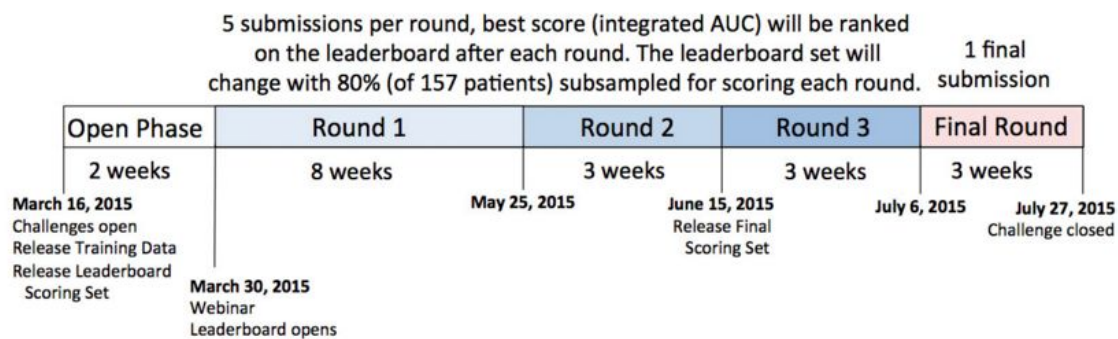 5 submissions per round, best score (integrated AUC) will be ranked
on the leaderboard after each round. The leaderboard set will
change with 80% (of 157 patients) subsampled for scoring each round.
1 final
submission
Open Phase
Round 1
Round 2
Round 3
Final Round
2 weeks
8 weeks
3 weeks
3 weeks
3 weeks
March 16, 2015
Challenges open
Release Training Data
Release Leaderboard
Scoring Set
March 30, 2015
Webinar
Leaderboard opens
May 25, 2015
June 15, 2015
Release Final
Scoring Set
July 6, 2015
July 27, 2015
Challenge closed